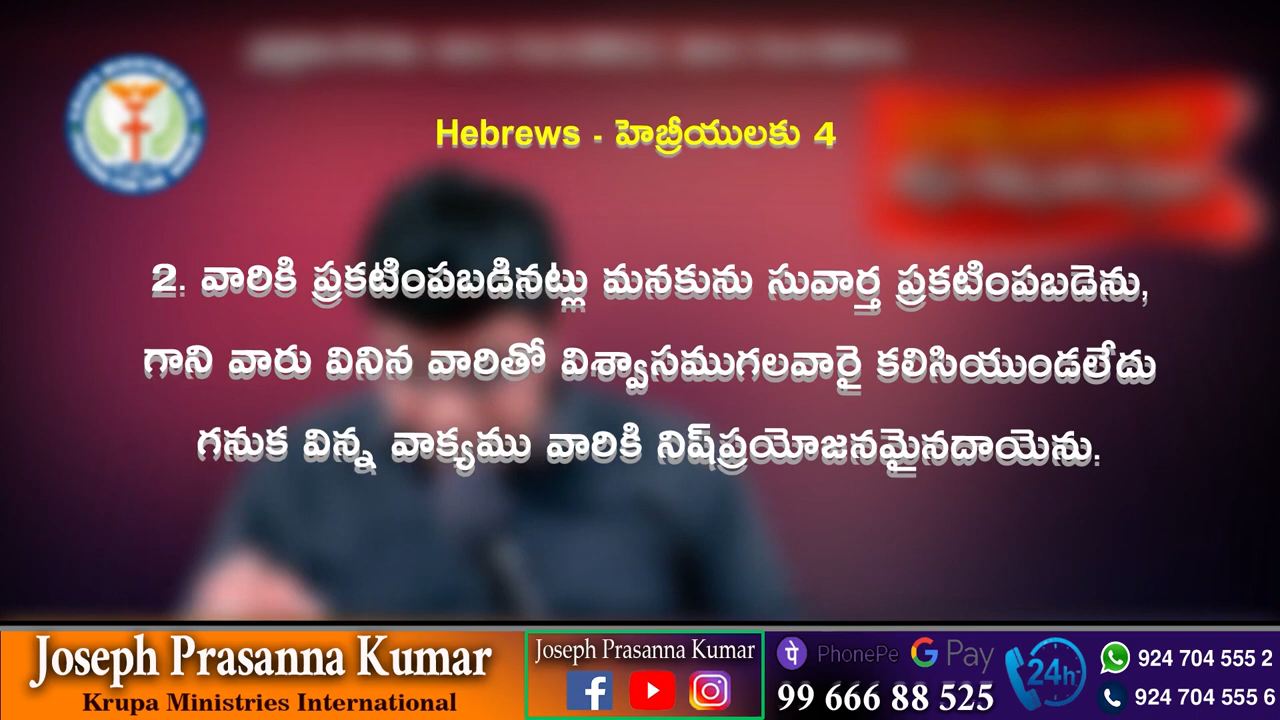 Hebrews - హెబ్రీయులకు 4
2. వారికి ప్రకటింపబడినట్లు మనకును సువార్త ప్రకటింపబడెను,
గాని వారు వినిన వారితో విశ్వాసముగలవారై కలిసియుండలేదు
గనుక విన్న వాక్యము వారికి నిష్‌ప్రయోజనమైనదాయెను.
Joseph Prasanna Kumar
Krupa Ministries International
Joseph Prasanna Kumar
PhonePe G Pay
99 666 88 525
24h
924 704 555 2
924 704 555 6